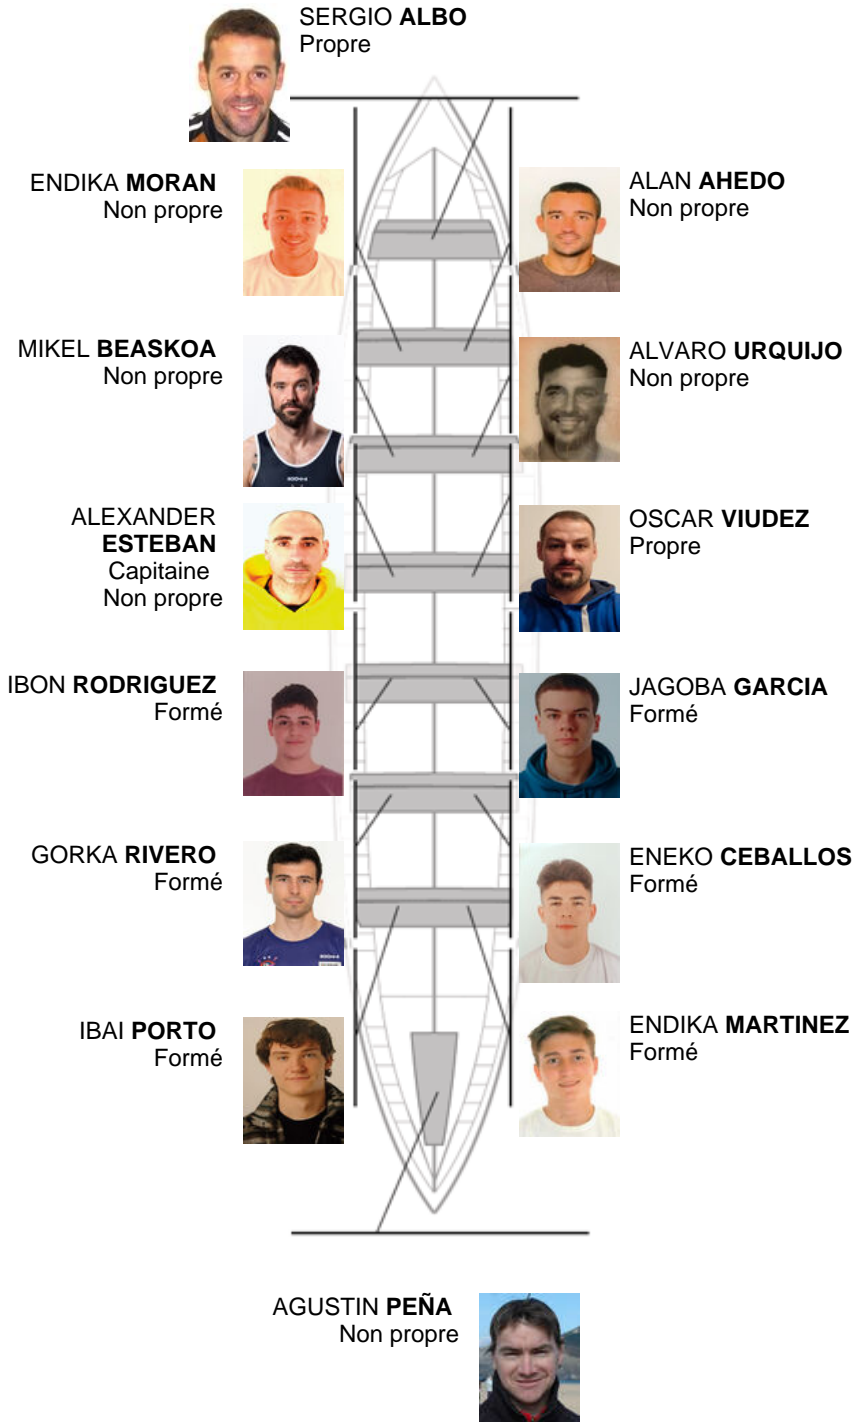 SERGIO ALBO
Propre
ENDIKA MORAN
Non propre
ALAN AHEDO
Non propre
MIKEL BEASKOA
Non propre
ALVARO URQUIJO
Non propre
ALEXANDER
ESTEBAN
Capitaine
Non propre
OSCAR VIUDEZ
Propre
IBON RODRIGUEZ
Formé
JAGOBA GARCIA
Formé
GORKA RIVERO
Formé
ENEKO CEBALLOS
Formé
IBAI PORTO
Formé
ENDIKA MARTINEZ
Formé
AGUSTIN PEÑA
Non propre